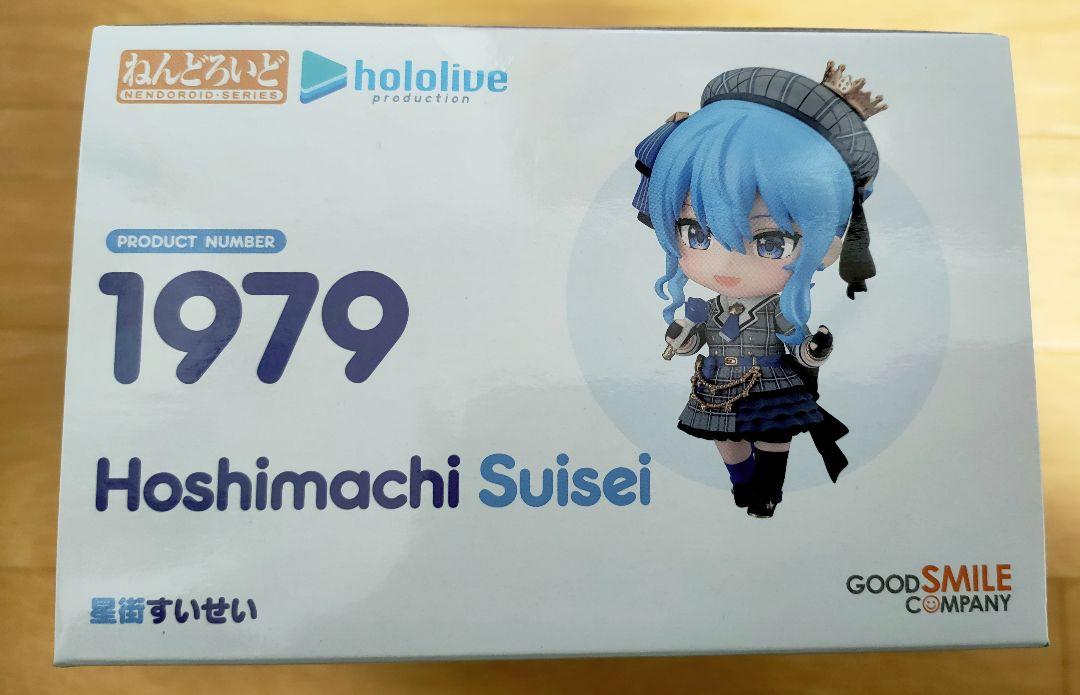 ねんどろいど
NENDOROID・SERIES
hololive
production
PRODUCT NUMBER
1979
Hoshimachi Suisei
星街すいせい
GOOD SMILE
COMPANY